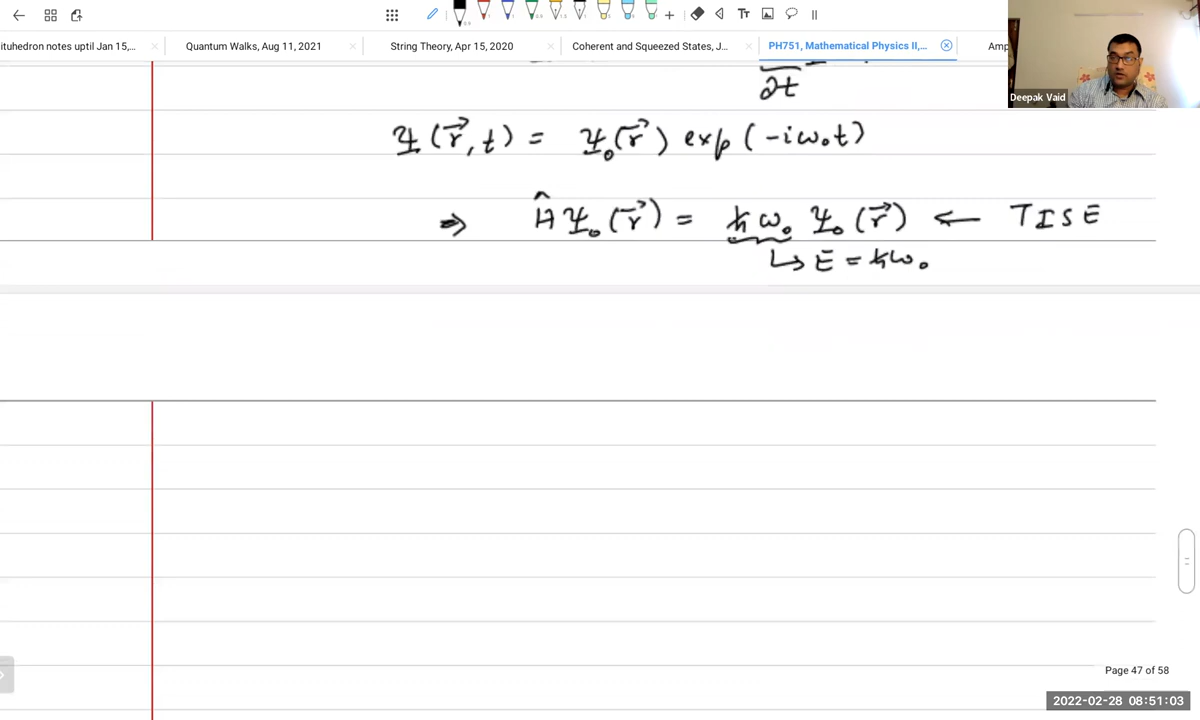 ituhedron notes uptil Jan 15,... Quantum Walks, Aug 11, 2021 String Theory, Apr 15, 2020 Coherent and Squeezed States, J... PH751, Mathematical Physics II,... Amp
Deepak Vaid
∂t
Ψ(r⃗, t) = Ψ₀(r⃗) exp(-iω₀t)
⇒ ĤΨ₀(r⃗) = ħω₀ Ψ₀(r⃗) ← TISE
↳ E = ħω₀
Page 47 of 58
2022-02-28 08:51:03